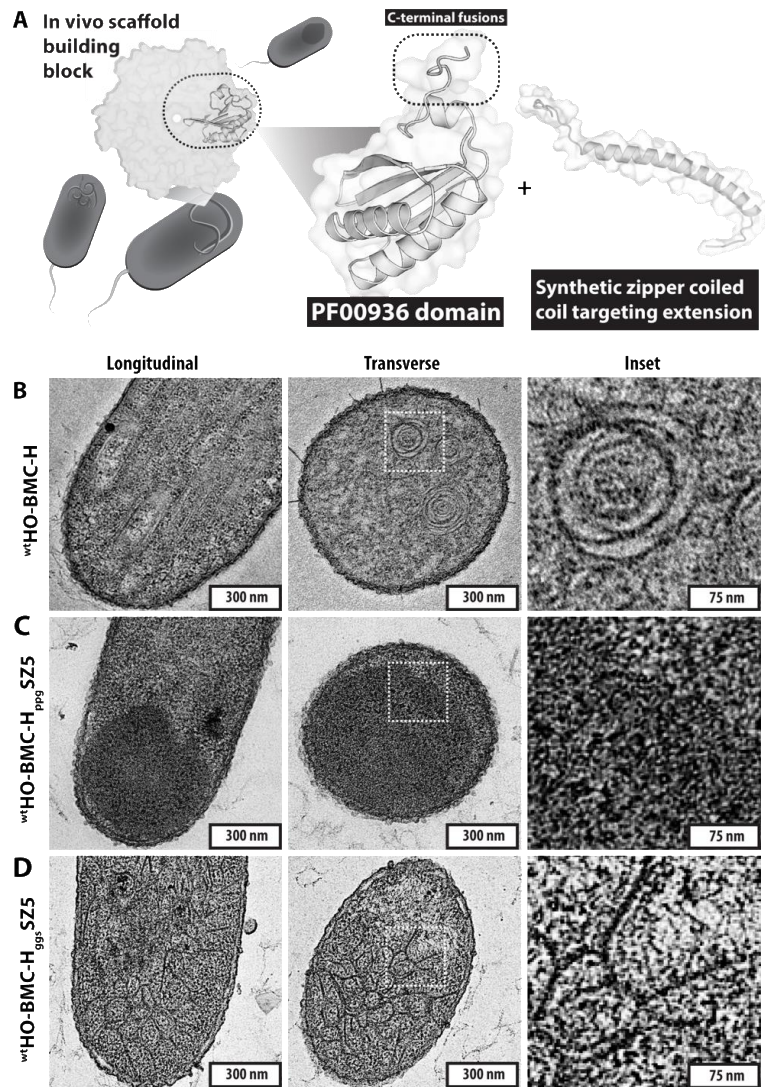 A
In vivo scaffold
building
block
C-terminal fusions
+
PF00936 domain
Synthetic zipper coiled
coil targeting extension
Longitudinal
Transverse
Inset
B
wtHO-BMC-H
300 nm
300 nm
75 nm
C
wtHO-BMC-HppgSZ5
300 nm
300 nm
75 nm
D
wtHO-BMC-HggsSZ5
300 nm
300 nm
75 nm